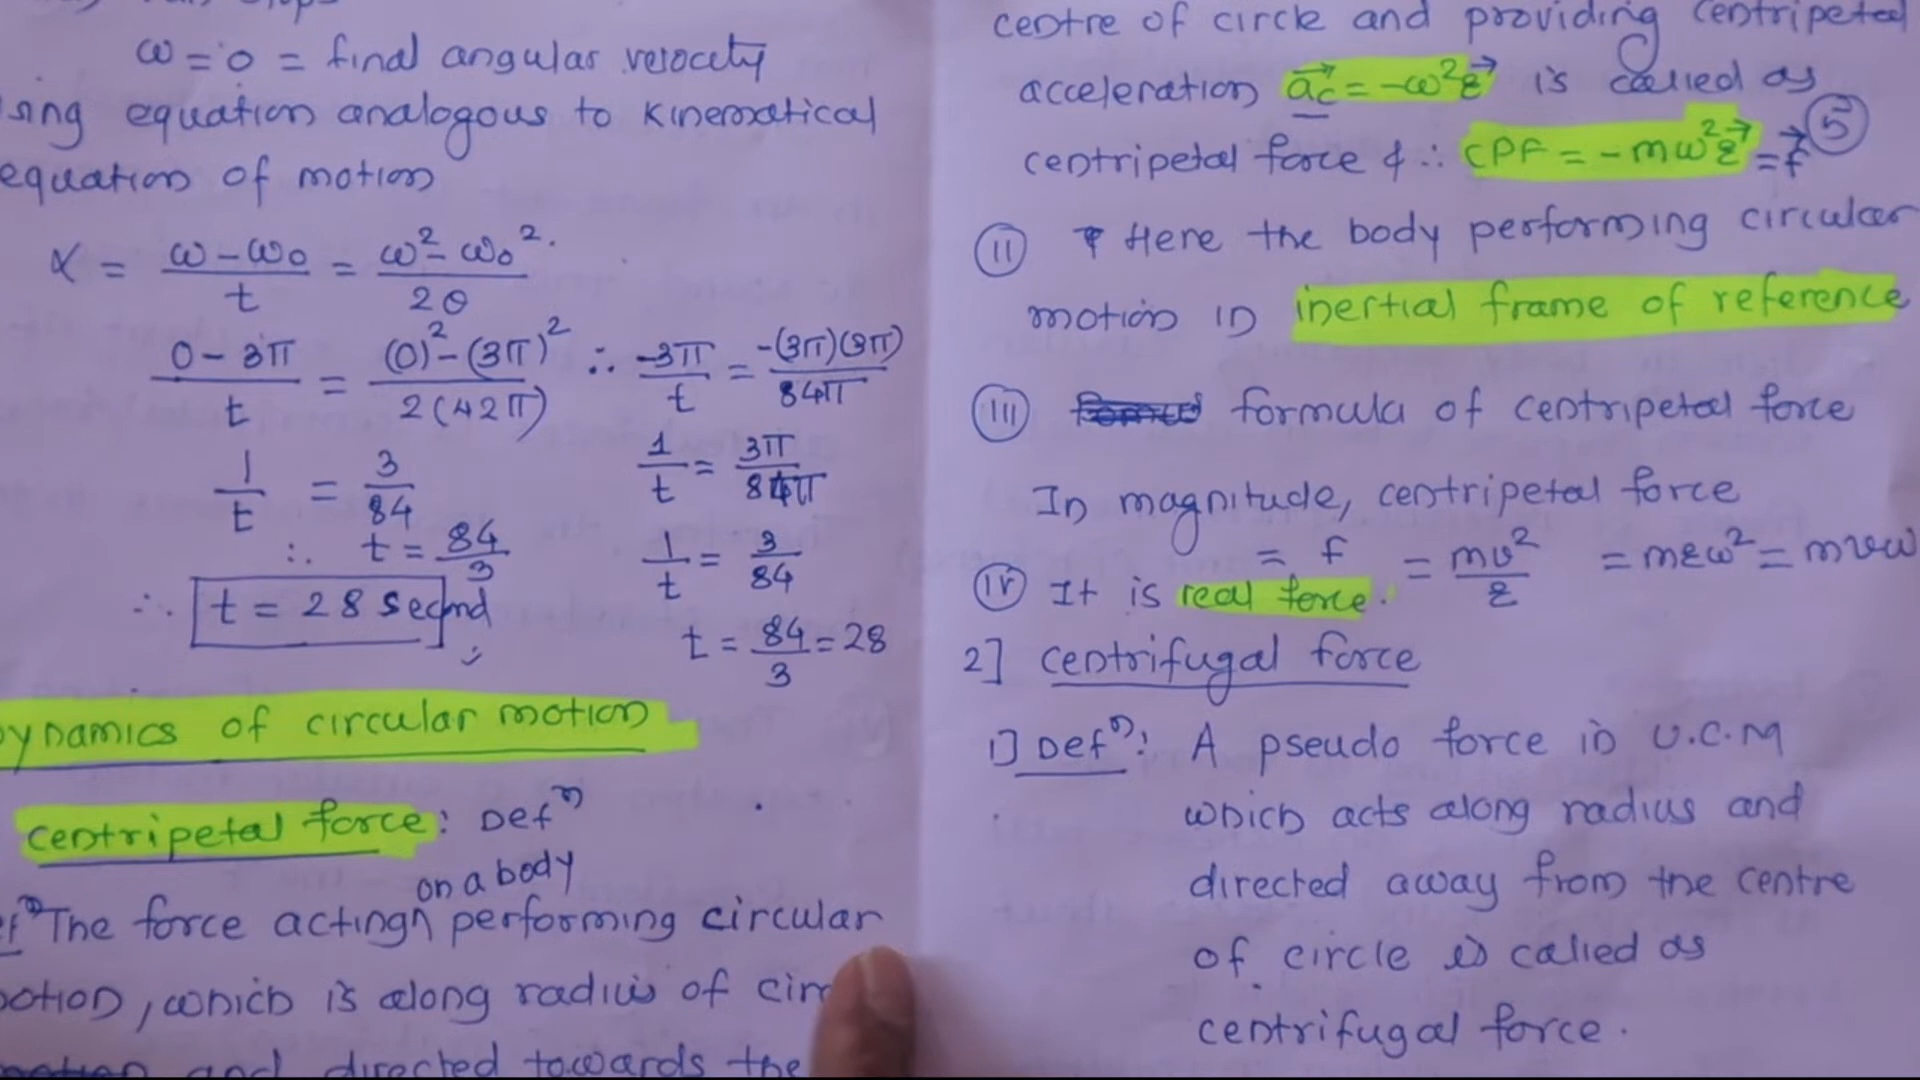 ω = 0 = final angular velocity
sing equation analogous to Kinematical
equation of motion
α = ω - ω₀ / t = ω² - ω₀² / 2θ
0 - 3π / t = (0)² - (3π)² / 2(42π) ∴ -3π / t = -(3π)(3π) / 84π
1 / t = 3 / 84
∴ t = 84 / 3
∴ t = 28 second
1 / t = 3π / 84π
1 / t = 3 / 84
t = 84 / 3 = 28
ynamics of circular motion
centripetal force : Defⁿ
on a body
The force acting ∧ performing circular
otion, which is along radius of cir
and directed towards the
centre of circle and providing centripetal
acceleration a⃗c = -ω²r⃗ is called as
centripetal force & ∴ CPF = -mω²r⃗ = f⃗
5
(ii) Here the body performing circular
motion in inertial frame of reference
(iii) formula of centripetal force
In magnitude, centripetal force
= F = mv² / r = mrω² = mvω
(iv) It is real force.
2] centrifugal force
1] Defⁿ: A pseudo force in U.C.M
which acts along radius and
directed away from the centre
of circle is called as
centrifugal force.